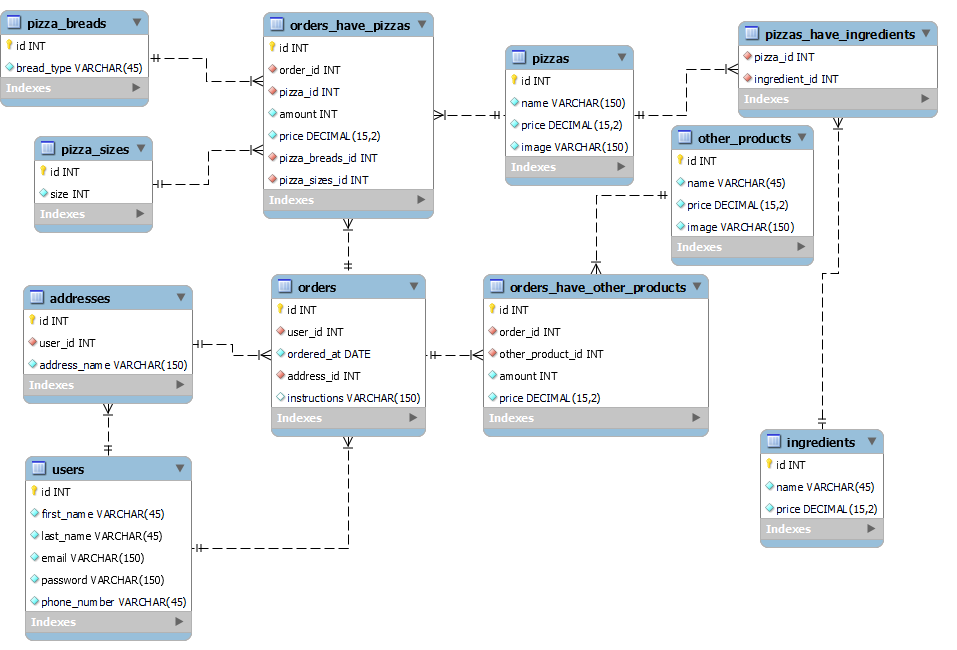 pizza_breads
id INT
bread_type VARCHAR(45)
Indexes
orders_have_pizzas
id INT
order_id INT
pizza_id INT
amount INT
price DECIMAL(15,2)
pizza_breads_id INT
pizza_sizes_id INT
Indexes
pizzas
id INT
name VARCHAR(150)
price DECIMAL(15,2)
image VARCHAR(150)
Indexes
pizzas_have_ingredients
pizza_id INT
ingredient_id INT
Indexes
pizza_sizes
id INT
size INT
Indexes
other_products
id INT
name VARCHAR(45)
price DECIMAL(15,2)
image VARCHAR(150)
Indexes
addresses
id INT
user_id INT
address_name VARCHAR(150)
Indexes
orders
id INT
user_id INT
ordered_at DATE
address_id INT
instructions VARCHAR(150)
Indexes
orders_have_other_products
id INT
order_id INT
other_product_id INT
amount INT
price DECIMAL(15,2)
Indexes
users
id INT
first_name VARCHAR(45)
last_name VARCHAR(45)
email VARCHAR(150)
password VARCHAR(150)
phone_number VARCHAR(45)
Indexes
ingredients
id INT
name VARCHAR(45)
price DECIMAL(15,2)
Indexes